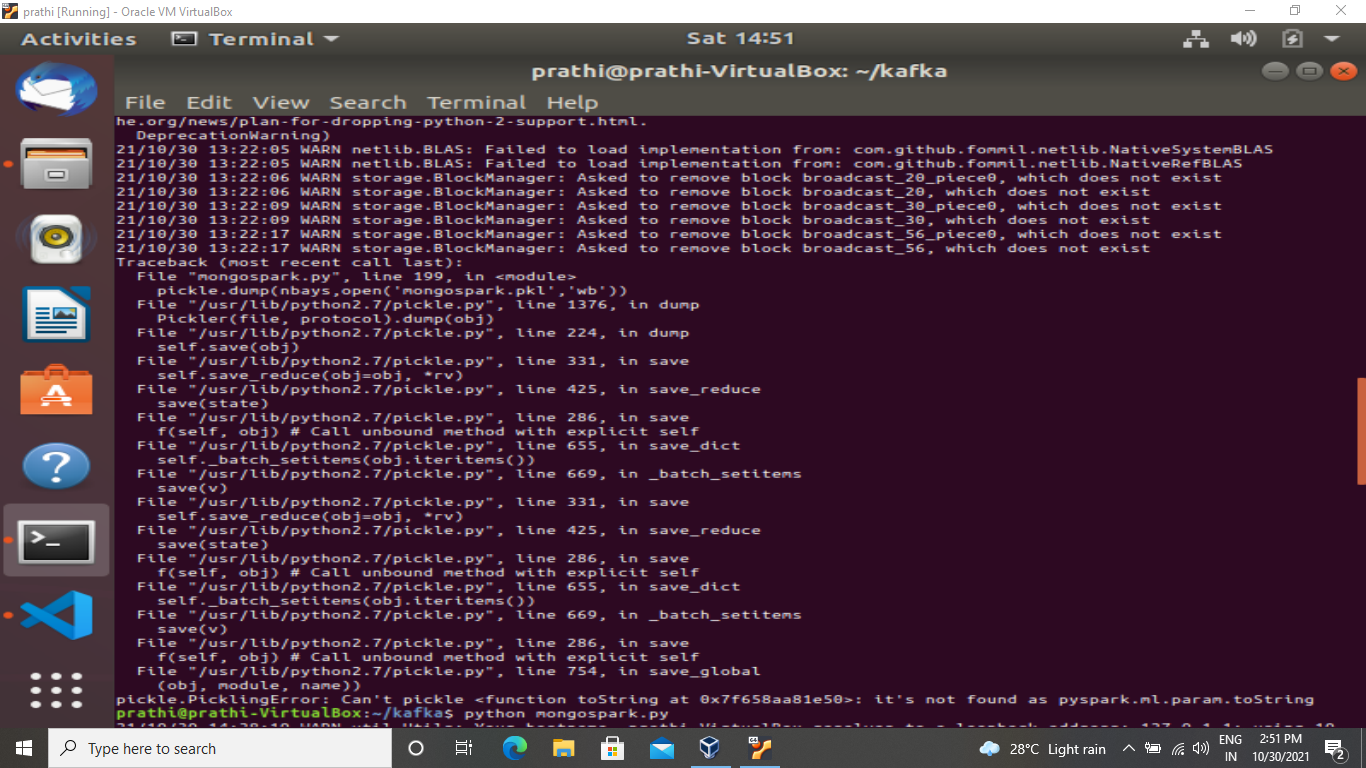 prathi [Running] - Oracle VM VirtualBox
Activities Terminal Sat 14:51
prathi@prathi-VirtualBox: ~/kafka
File Edit View Search Terminal Help
he.org/news/plan-for-dropping-python-2-support.html.
  DeprecationWarning)
21/10/30 13:22:05 WARN netlib.BLAS: Failed to load implementation from: com.github.fommil.netlib.NativeSystemBLAS
21/10/30 13:22:05 WARN netlib.BLAS: Failed to load implementation from: com.github.fommil.netlib.NativeRefBLAS
21/10/30 13:22:06 WARN storage.BlockManager: Asked to remove block broadcast_20_piece0, which does not exist
21/10/30 13:22:06 WARN storage.BlockManager: Asked to remove block broadcast_20, which does not exist
21/10/30 13:22:09 WARN storage.BlockManager: Asked to remove block broadcast_30_piece0, which does not exist
21/10/30 13:22:09 WARN storage.BlockManager: Asked to remove block broadcast_30, which does not exist
21/10/30 13:22:17 WARN storage.BlockManager: Asked to remove block broadcast_56_piece0, which does not exist
21/10/30 13:22:17 WARN storage.BlockManager: Asked to remove block broadcast_56, which does not exist
Traceback (most recent call last):
  File "mongospark.py", line 199, in <module>
    pickle.dump(nbays,open('mongospark.pkl','wb'))
  File "/usr/lib/python2.7/pickle.py", line 1376, in dump
    Pickler(file, protocol).dump(obj)
  File "/usr/lib/python2.7/pickle.py", line 224, in dump
    self.save(obj)
  File "/usr/lib/python2.7/pickle.py", line 331, in save
    self.save_reduce(obj=obj, *rv)
  File "/usr/lib/python2.7/pickle.py", line 425, in save_reduce
    save(state)
  File "/usr/lib/python2.7/pickle.py", line 286, in save
    f(self, obj) # Call unbound method with explicit self
  File "/usr/lib/python2.7/pickle.py", line 655, in save_dict
    self._batch_setitems(obj.iteritems())
  File "/usr/lib/python2.7/pickle.py", line 669, in _batch_setitems
    save(v)
  File "/usr/lib/python2.7/pickle.py", line 331, in save
    self.save_reduce(obj=obj, *rv)
  File "/usr/lib/python2.7/pickle.py", line 425, in save_reduce
    save(state)
  File "/usr/lib/python2.7/pickle.py", line 286, in save
    f(self, obj) # Call unbound method with explicit self
  File "/usr/lib/python2.7/pickle.py", line 655, in save_dict
    self._batch_setitems(obj.iteritems())
  File "/usr/lib/python2.7/pickle.py", line 669, in _batch_setitems
    save(v)
  File "/usr/lib/python2.7/pickle.py", line 286, in save
    f(self, obj) # Call unbound method with explicit self
  File "/usr/lib/python2.7/pickle.py", line 754, in save_global
    (obj, module, name))
pickle.PicklingError: Can't pickle <function toString at 0x7f658aa81e50>: it's not found as pyspark.ml.param.toString
prathi@prathi-VirtualBox:~/kafka$ python mongospark.py
Type here to search
28°C Light rain
ENG
IN
2:51 PM
10/30/2021
2